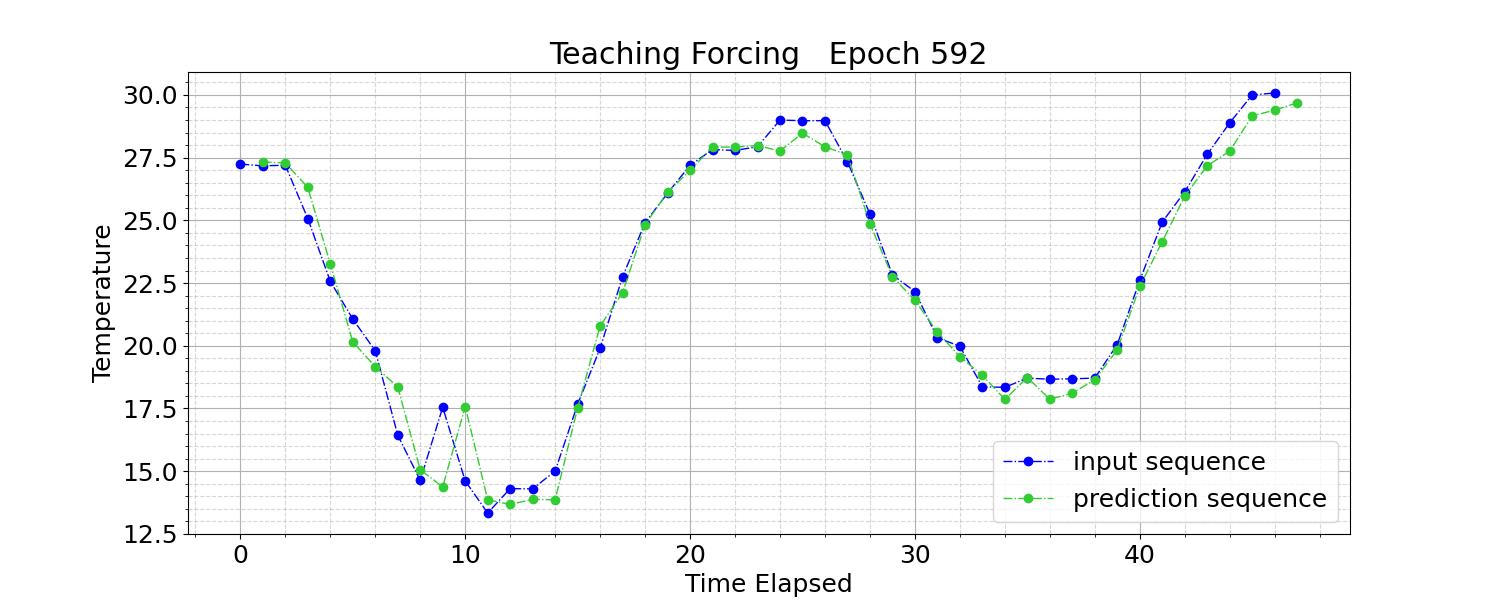 Teaching Forcing   Epoch 592
30.0
27.5
25.0
22.5
20.0
17.5
15.0
12.5
Temperature
input sequence
prediction sequence
0 10 20 30 40
Time Elapsed